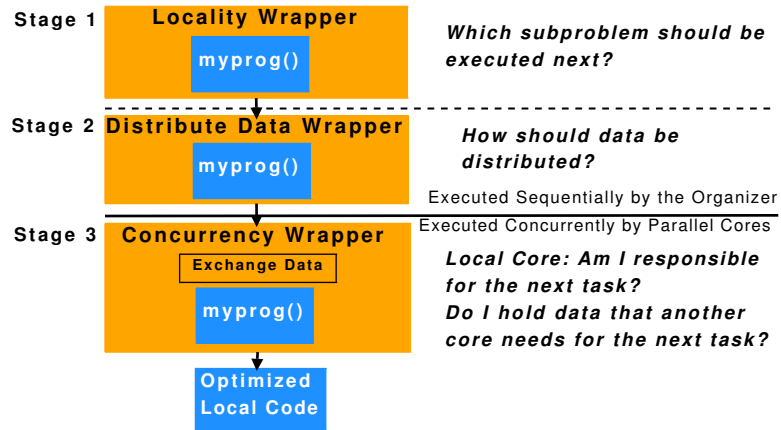 Stage 1
Locality Wrapper
myprog()
Which subproblem should be
executed next?
Stage 2
Distribute Data Wrapper
myprog()
How should data be
distributed?
Executed Sequentially by the Organizer
Executed Concurrently by Parallel Cores
Stage 3
Concurrency Wrapper
Exchange Data
myprog()
Local Core: Am I responsible
for the next task?
Do I hold data that another
core needs for the next task?
Optimized
Local Code